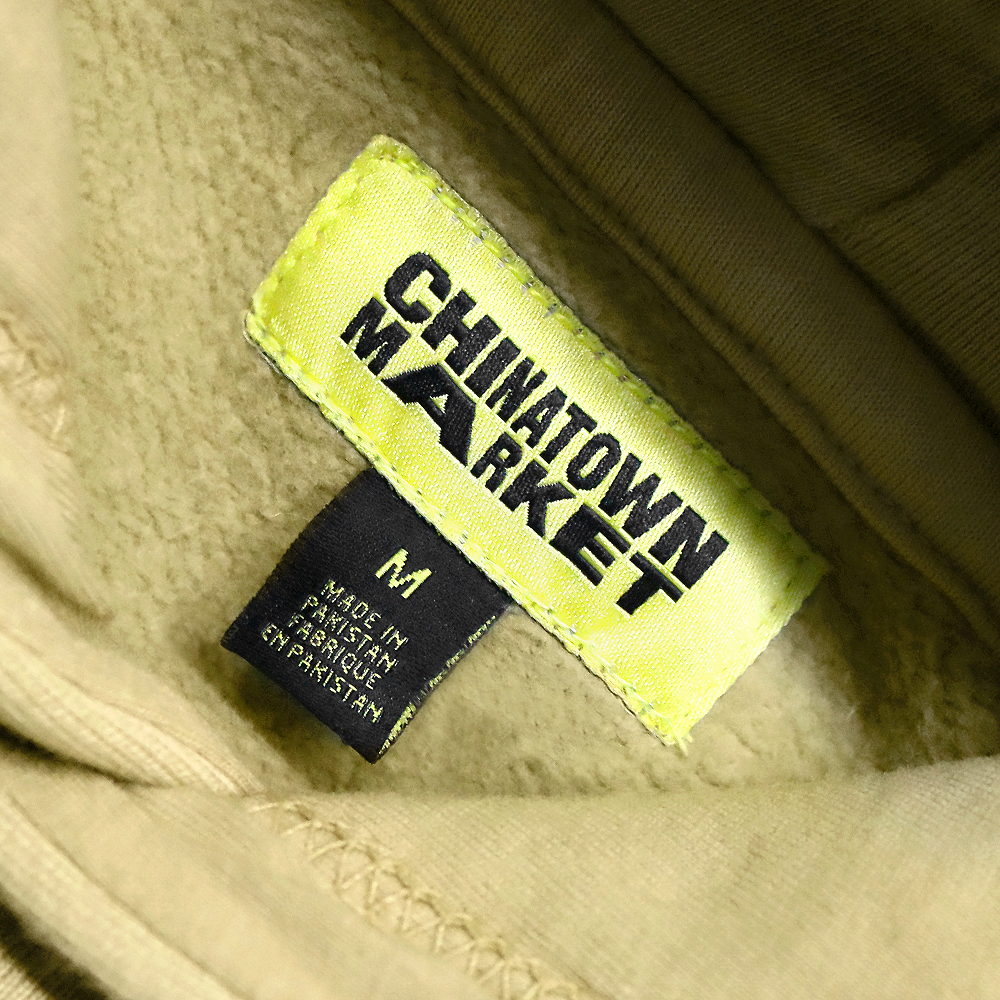 CHINATOWN
MARKET
M
MADE IN
PAKISTAN
FABRIQUE
EN PAKISTAN